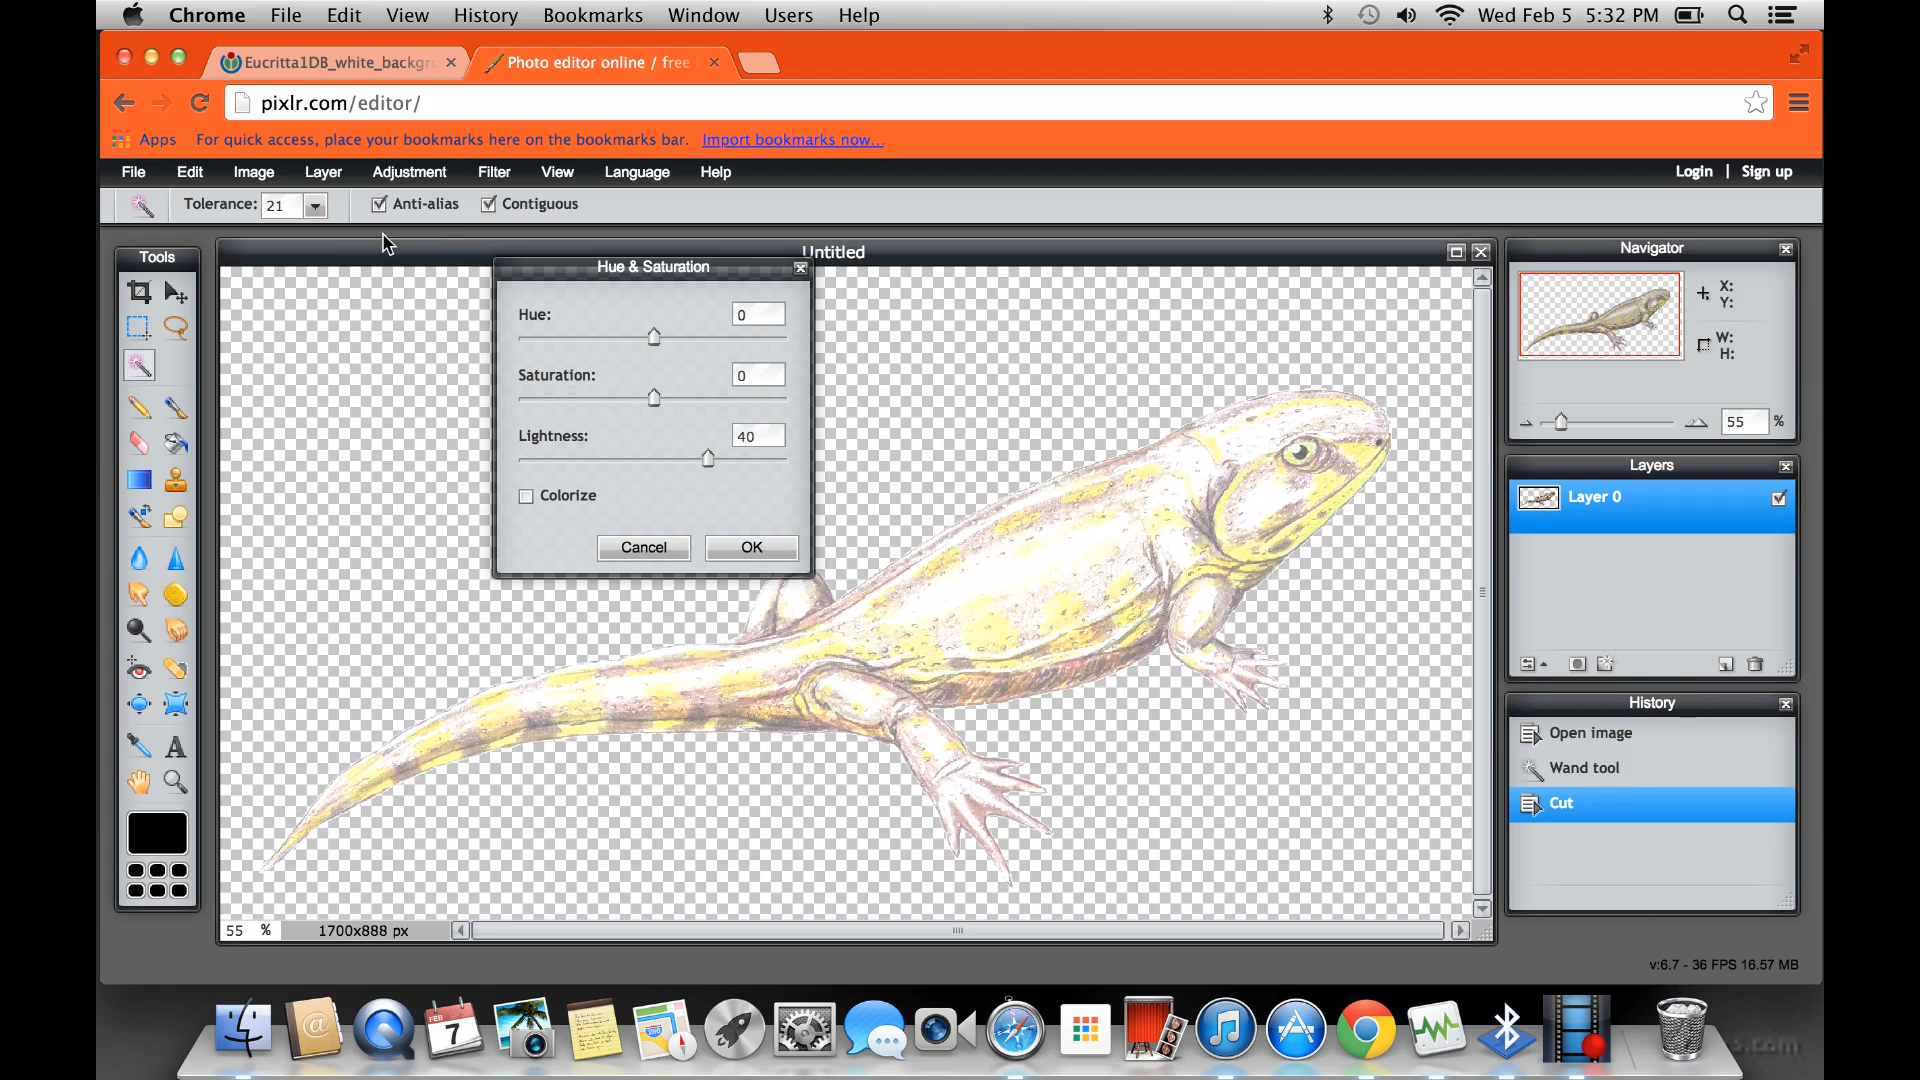 Chrome File Edit View History Bookmarks Window Users Help Wed Feb 5 5:32 PM
Eucritta1DB_white_backgr Photo editor online / free
pixlr.com/editor/
Apps For quick access, place your bookmarks here on the bookmarks bar. Import bookmarks now...
File Edit Image Layer Adjustment Filter View Language Help Login | Sign up
Tolerance: 21 Anti-alias Contiguous
Tools
Untitled
Navigator
Hue & Saturation
Hue: 0
Saturation: 0
Lightness: 40
Colorize
Cancel OK
X:
Y:
W:
H:
55 %
Layers
Layer 0
History
Open image
Wand tool
Cut
55 % 1700x888 px
v:6.7 - 36 FPS 16.57 MB
FEB
7
280
s.com